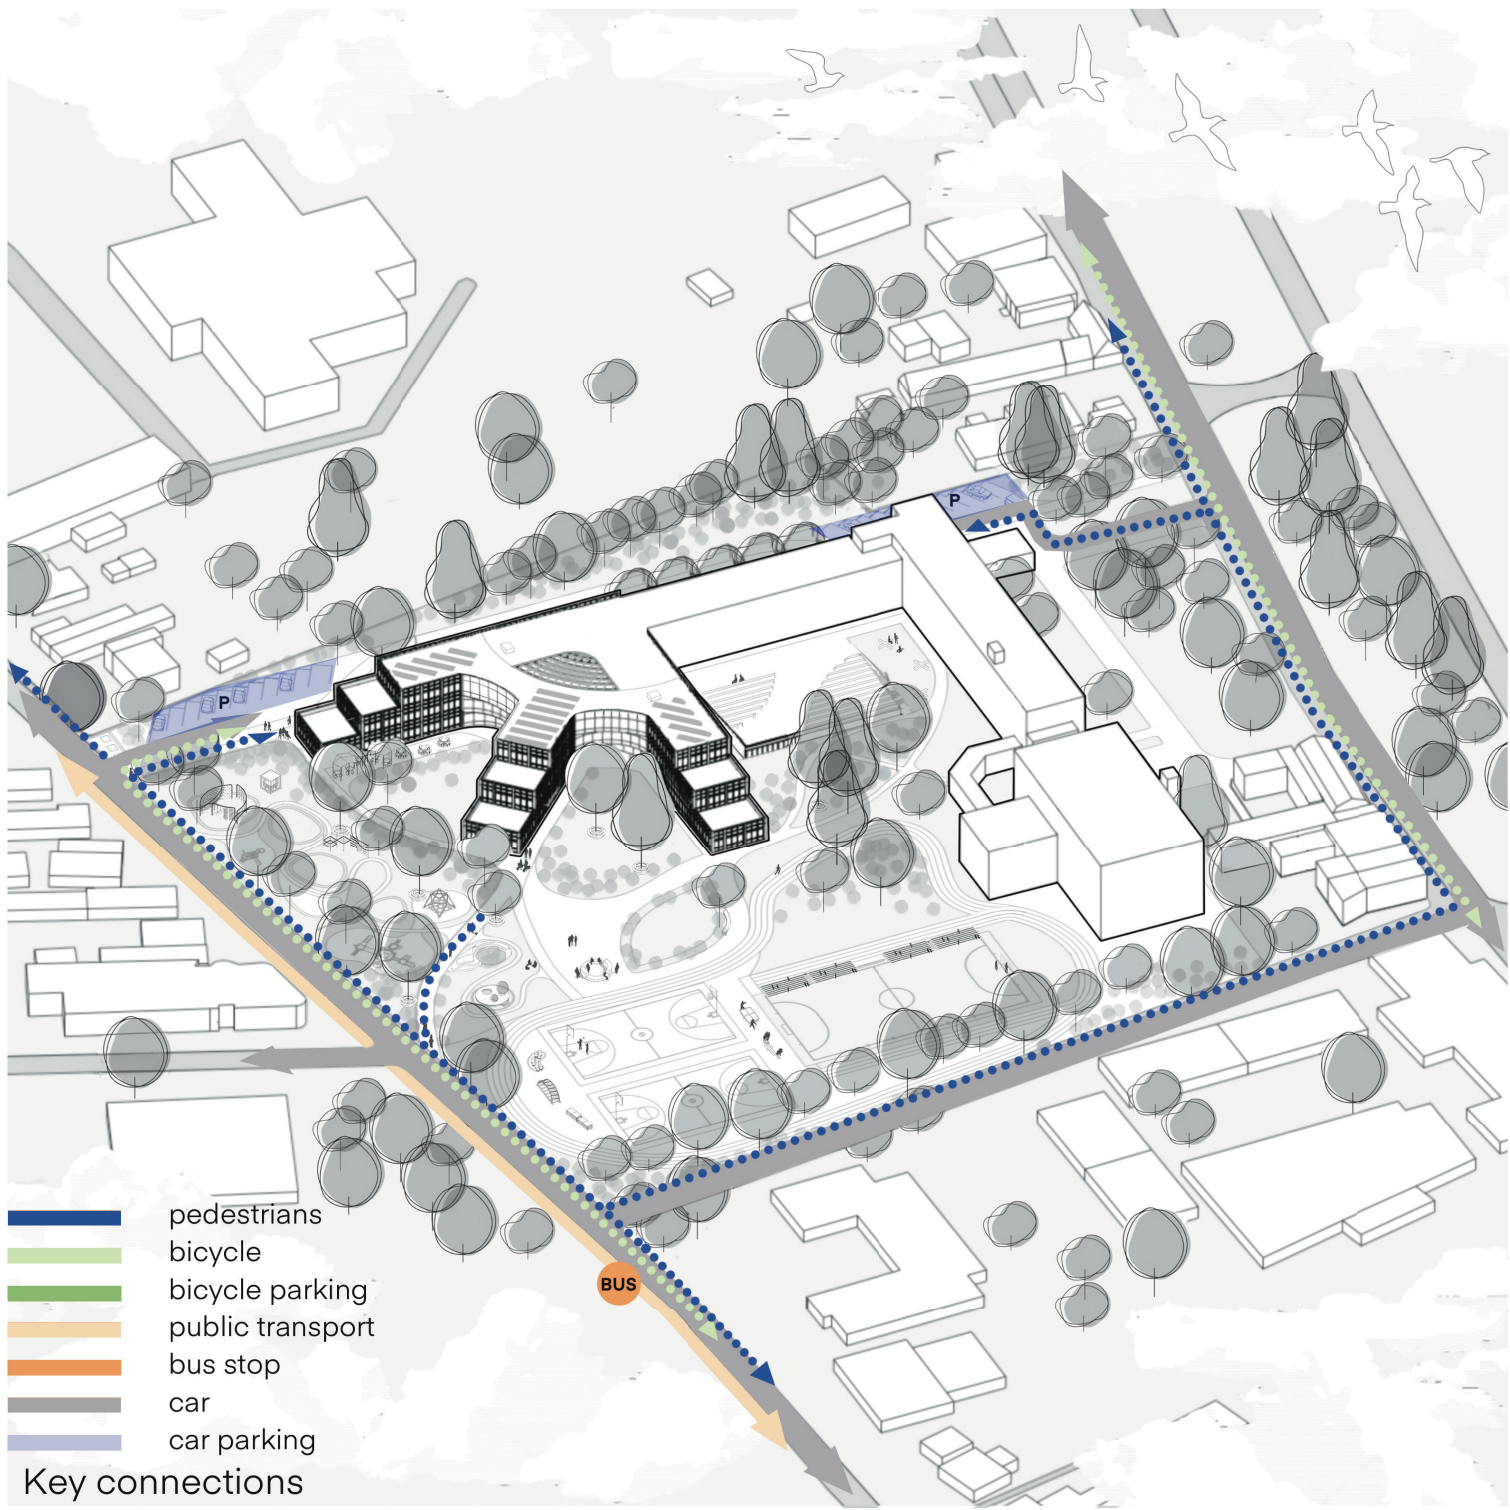 P
P
BUS
pedestrians
bicycle
bicycle parking
public transport
bus stop
car
car parking
Key connections